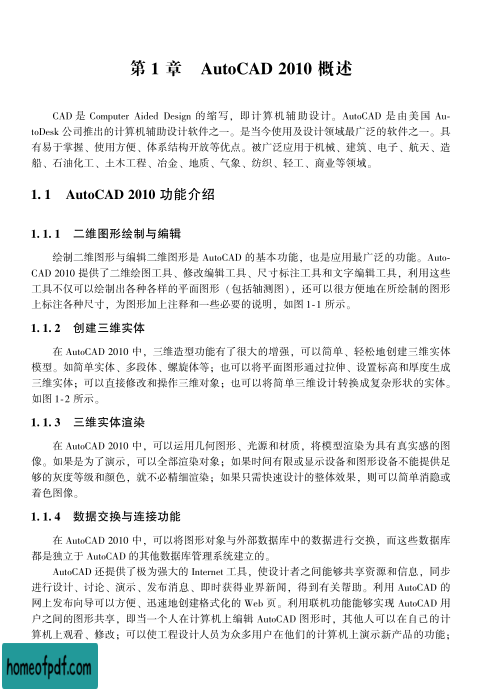 第 1 章 AutoCAD 2010 概述
CAD 是 Computer Aided Design 的缩写，即计算机辅助设计。AutoCAD 是由美国 Au-
toDesk 公司推出的计算机辅助设计软件之一。是当今使用及设计领域最广泛的软件之一。具
有易于掌握、使用方便、体系结构开放等优点。被广泛应用于机械、建筑、电子、航天、造
船、石油化工、土木工程、冶金、地质、气象、纺织、轻工、商业等领域。
1. 1 AutoCAD 2010 功能介绍
1. 1. 1 二维图形绘制与编辑
绘制二维图形与编辑二维图形是 AutoCAD 的基本功能，也是应用最广泛的功能。Auto-
CAD 2010 提供了二维绘图工具、修改编辑工具、尺寸标注工具和文字编辑工具，利用这些
工具不仅可以绘制出各种各样的平面图形（包括轴测图），还可以很方便地在所绘制的图形
上标注各种尺寸，为图形加上注释和一些必要的说明，如图 1-1 所示。
1. 1. 2 创建三维实体
在 AutoCAD 2010 中，三维造型功能有了很大的增强，可以简单、轻松地创建三维实体
模型。如简单实体、多段体、螺旋体等；也可以将平面图形通过拉伸、设置标高和厚度生成
三维实体；可以直接修改和操作三维对象；也可以将简单三维设计转换成复杂形状的实体。
如图 1-2 所示。
1. 1. 3 三维实体渲染
在 AutoCAD 2010 中，可以运用几何图形、光源和材质，将模型渲染为具有真实感的图
像。如果是为了演示，可以全部渲染对象；如果时间有限或显示设备和图形设备不能提供足
够的灰度等级和颜色，就不必精细渲染；如果只需快速设计的整体效果，则可以简单消隐或
着色图像。
1. 1. 4 数据交换与连接功能
在 AutoCAD 2010 中，可以将图形对象与外部数据库中的数据进行交换，而这些数据库
都是独立于 AutoCAD 的其他数据库管理系统建立的。
AutoCAD 还提供了极为强大的 Internet 工具，使设计者之间能够共享资源和信息，同步
进行设计、讨论、演示、发布消息、即时获得业界新闻，得到有关帮助。利用 AutoCAD 的
网上发布向导可以方便、迅速地创建格式化的 Web 页。利用联机功能能够实现 AutoCAD 用
户之间的图形共享，即当一个人在计算机上编辑 AutoCAD 图形时，其他人可以在自己的计
算机上观看、修改；可以使工程设计人员为众多用户在他们的计算机上演示新产品的功能；
homeofpdf.com